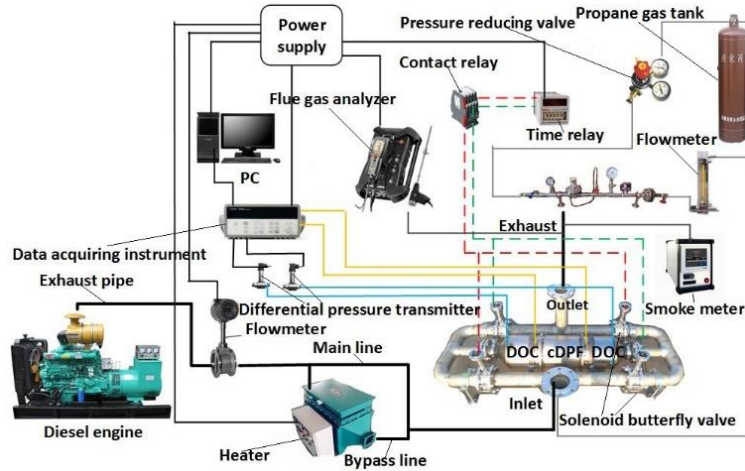 Power
supply
Pressure reducing valve
Propane gas tank
Contact relay
Flue gas analyzer
Time relay
Flowmeter
PC
Exhaust
Data acquiring instrument
Exhaust pipe
Outlet
Differential pressure transmitter
Smoke meter
Flowmeter
Main line
DOC
cDPF
DOC
Inlet
Solenoid butterfly valve
Diesel engine
Heater
Bypass line